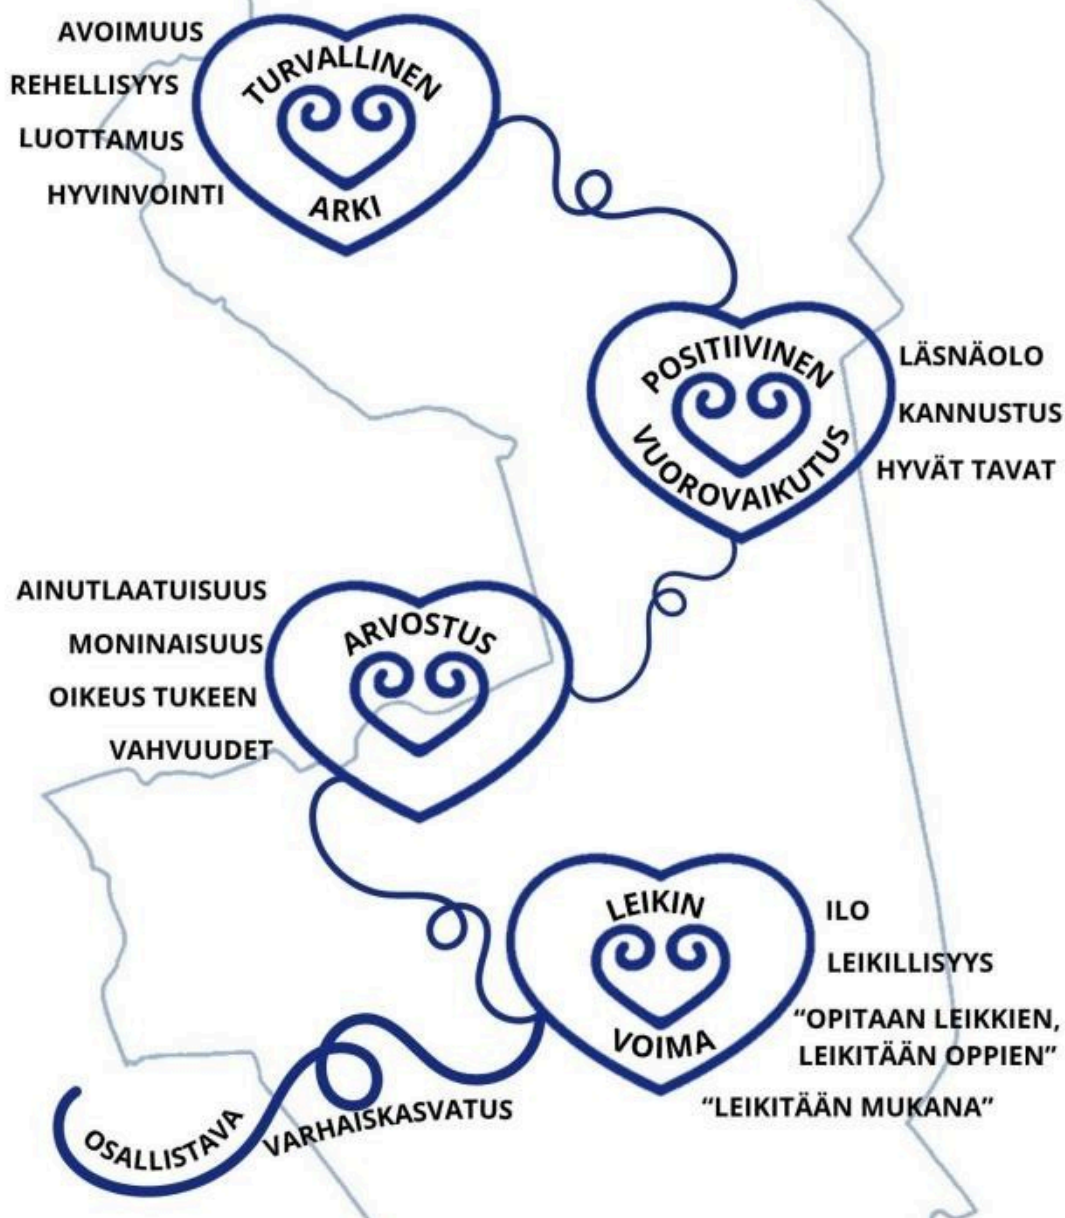 AVOIMUUS
REHELLISYYS
LUOTTAMUS
HYVINVOINTI
TURVALLINEN
ARKI
POSITIIVINEN
VUOROVAIKUTUS
LÄSNÄOLO
KANNUSTUS
HYVÄT TAVAT
AINUTLAATUISUUS
MONINAISUUS
OIKEUS TUKEEN
VAHVUUDET
ARVOSTUS
LEIKIN
VOIMA
ILO
LEIKILLISYYS
“OPITAAN LEIKKIEN,
LEIKITÄÄN OPPIEN”
“LEIKITÄÄN MUKANA”
OSALLISTAVA
VARHAISKASVATUS